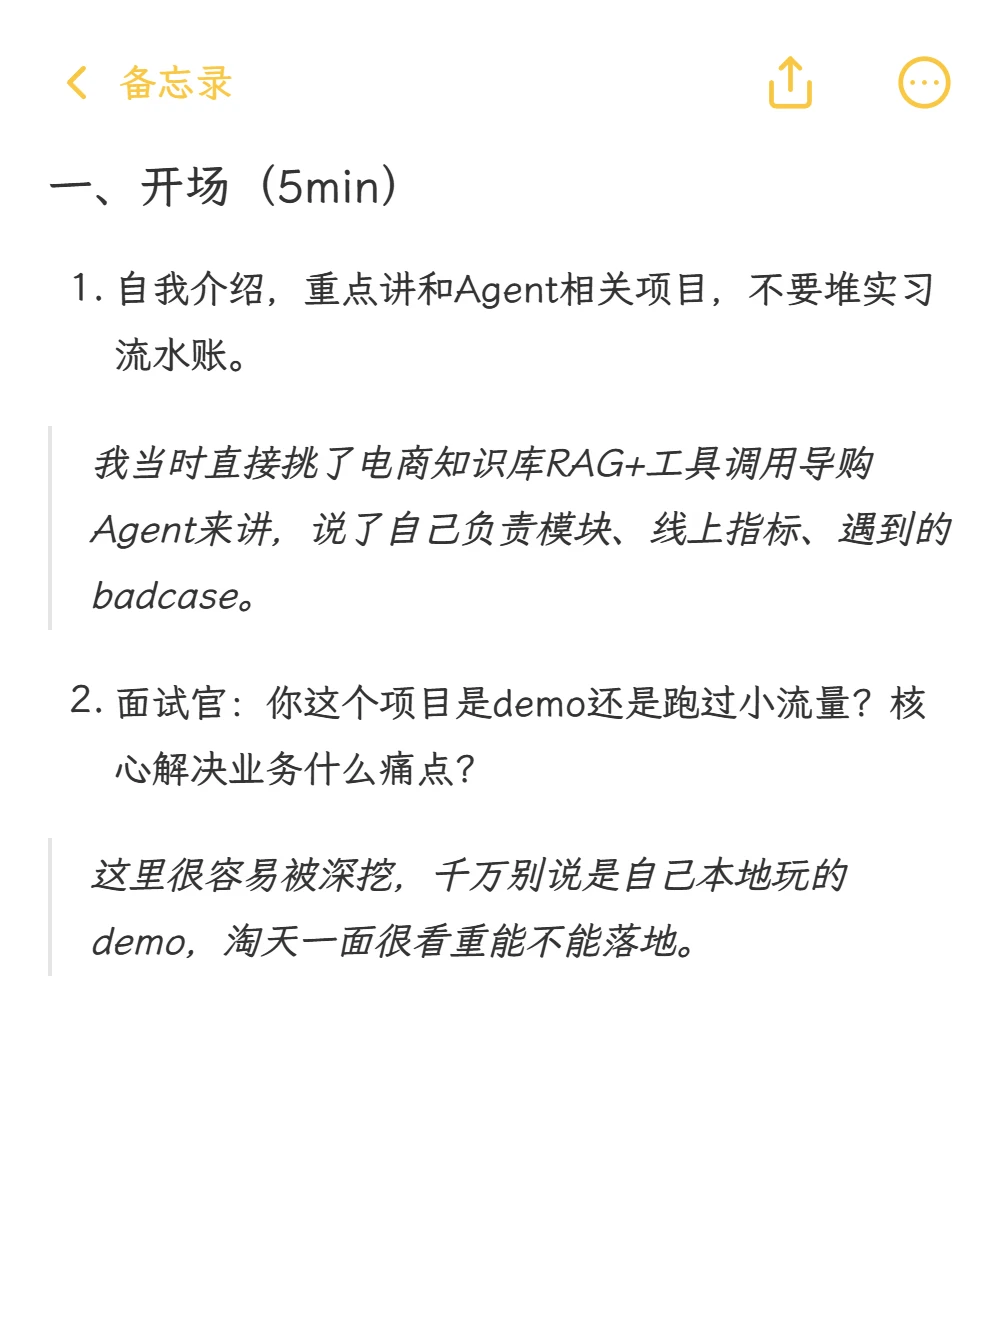 备忘录
一、开场（5min）
1. 自我介绍，重点讲和Agent相关项目，不要堆实习
流水账。
我当时直接挑了电商知识库RAG+工具调用导购
Agent来讲，说了自己负责模块、线上指标、遇到的
badcase。
2. 面试官：你这个项目是demo还是跑过小流量？核
心解决业务什么痛点？
这里很容易被深挖，千万别说是自己本地玩的
demo，淘天一面很看重能不能落地。